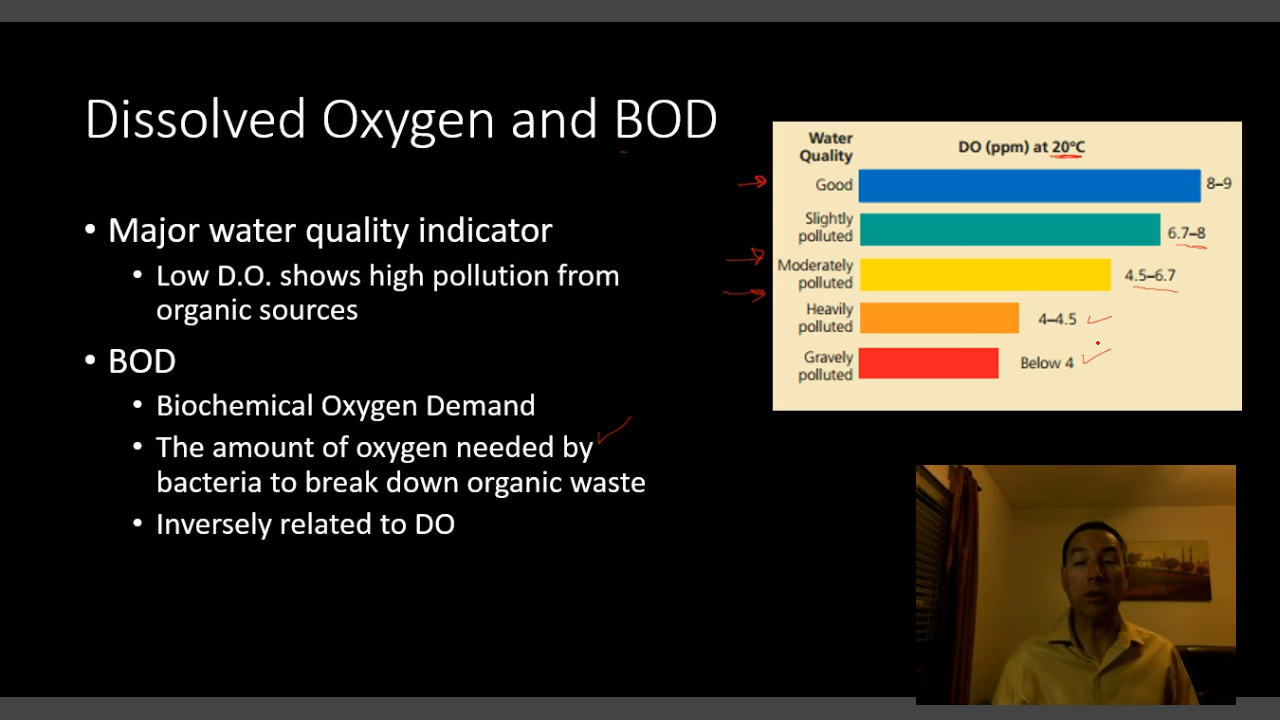 Dissolved Oxygen and BOD
• Major water quality indicator
• Low D.O. shows high pollution from
organic sources
• BOD
• Biochemical Oxygen Demand
• The amount of oxygen needed by
bacteria to break down organic waste
• Inversely related to DO
Water
Quality
DO (ppm) at 20°C
Good
8–9
Slightly
polluted
6.7–8
Moderately
polluted
4.5–6.7
Heavily
polluted
4–4.5
Gravely
polluted
Below 4